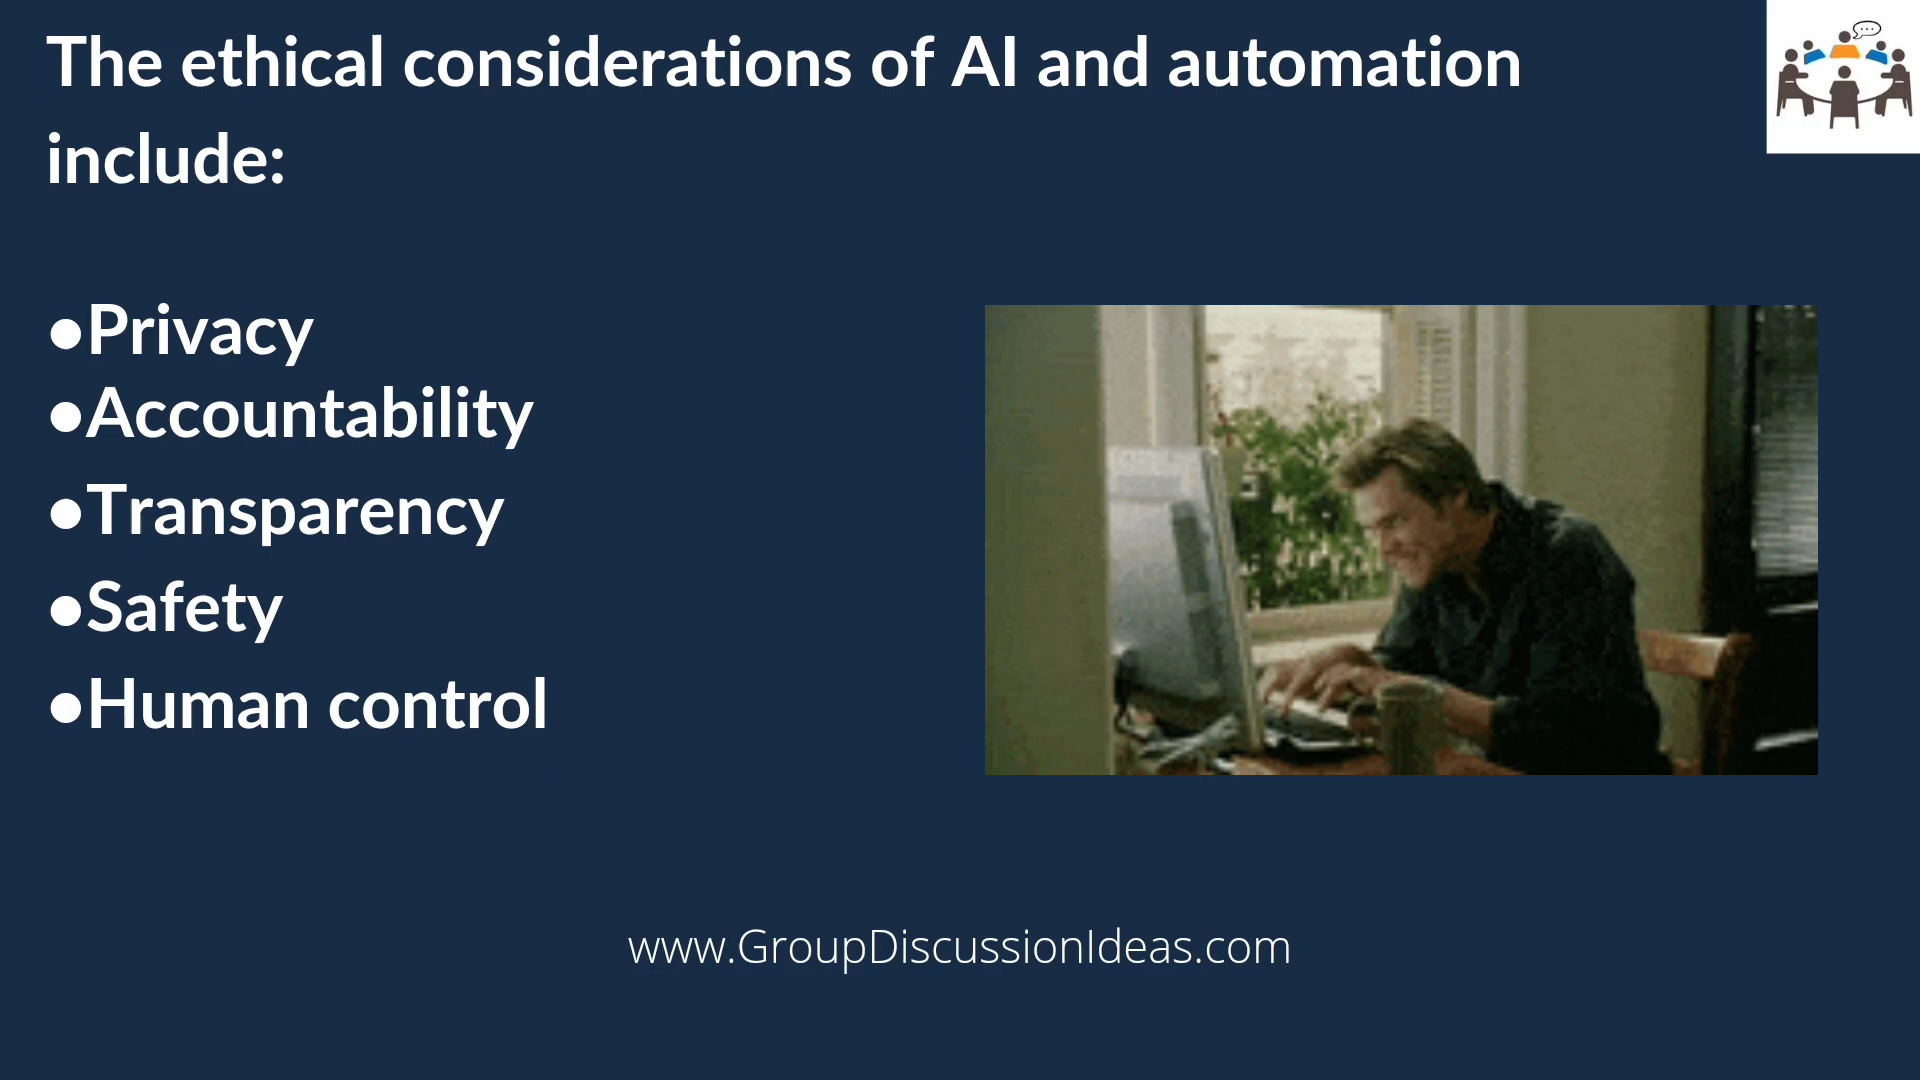 The ethical considerations of AI and automation
include:
●Privacy
●Accountability
●Transparency
●Safety
●Human control
www.GroupDiscussionIdeas.com